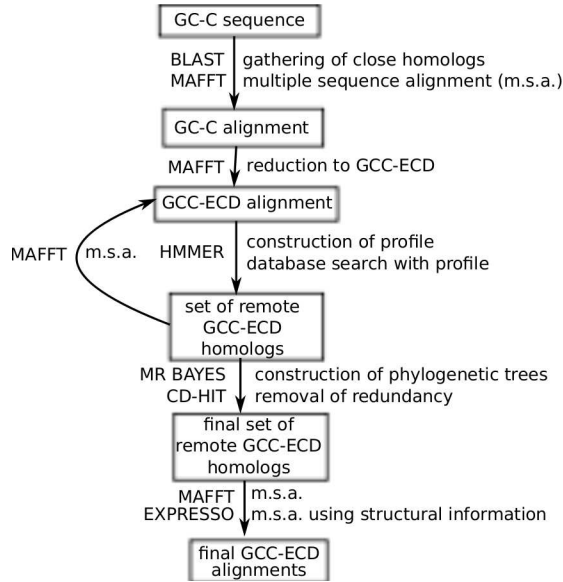 GC-C sequence
BLAST gathering of close homologs
MAFFT multiple sequence alignment (m.s.a.)
GC-C alignment
MAFFT reduction to GCC-ECD
GCC-ECD alignment
MAFFT m.s.a.
HMMER construction of profile
database search with profile
set of remote
GCC-ECD
homologs
MR BAYES construction of phylogenetic trees
CD-HIT removal of redundancy
final set of
remote GCC-ECD
homologs
MAFFT m.s.a.
EXPRESSO m.s.a. using structural information
final GCC-ECD
alignments